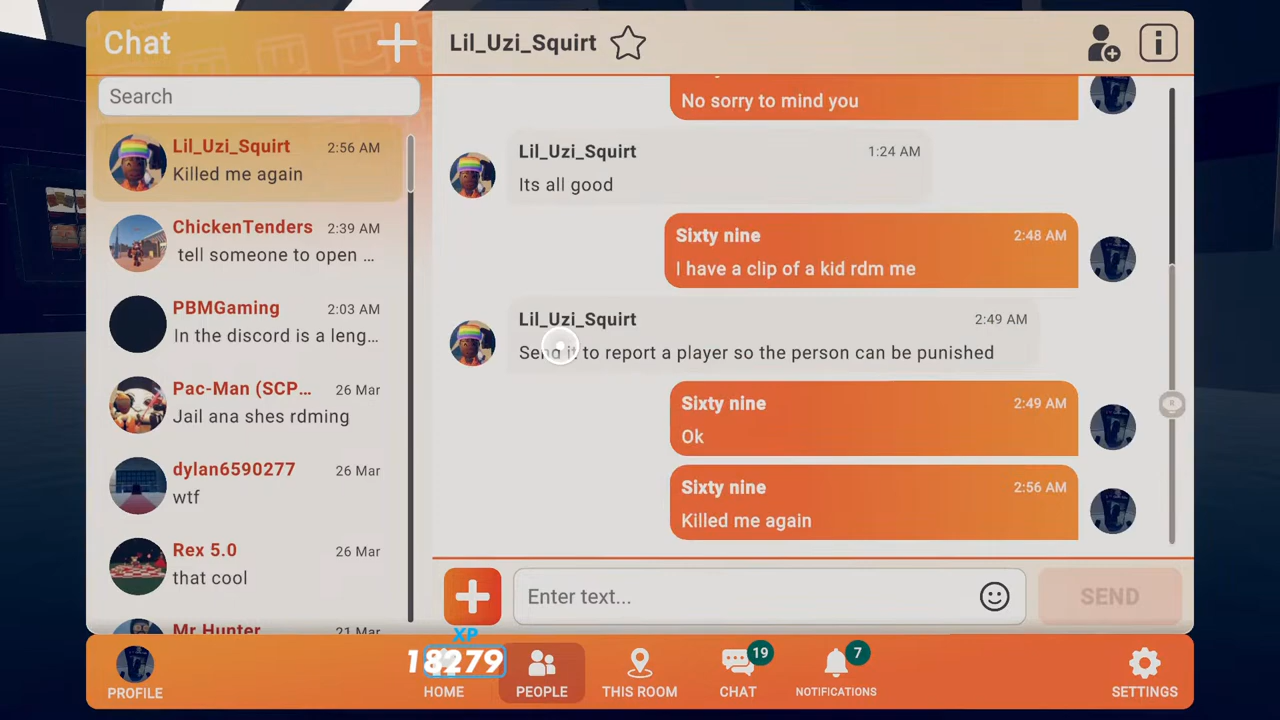 Chat
Search
Lil_Uzi_Squirt 2:56 AM
Killed me again
ChickenTenders 2:39 AM
tell someone to open ...
PBMGaming 2:03 AM
In the discord is a leng...
Pac-Man (SCP... 26 Mar
Jail ana shes rdming
dylan6590277 26 Mar
wtf
Rex 5.0 26 Mar
that cool
Mr Hunter 21 Mar
Lil_Uzi_Squirt
No sorry to mind you
Lil_Uzi_Squirt 1:24 AM
Its all good
Sixty nine 2:48 AM
I have a clip of a kid rdm me
Lil_Uzi_Squirt 2:49 AM
Send it to report a player so the person can be punished
Sixty nine 2:49 AM
Ok
Sixty nine 2:56 AM
Killed me again
Enter text...
SEND
XP
18279
19
7
PROFILE
HOME
PEOPLE
THIS ROOM
CHAT
NOTIFICATIONS
SETTINGS